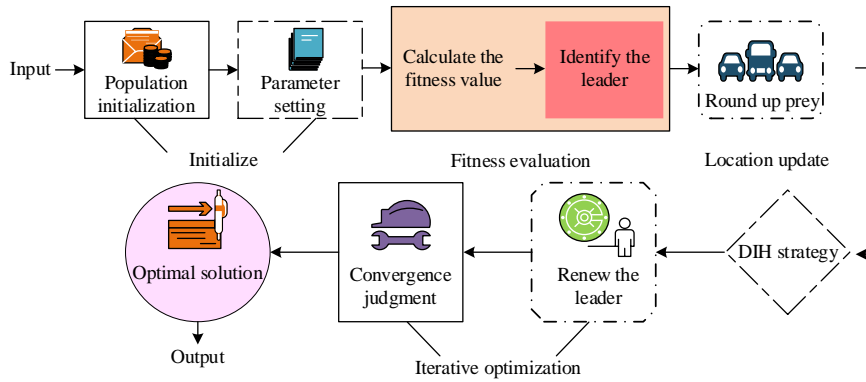 Input
Population
initialization
Parameter
setting
Calculate the
fitness value
Identify the
leader
Round up prey
Initialize
Fitness evaluation
Location update
Optimal solution
Convergence
judgment
Renew the
leader
DIH strategy
Output
Iterative optimization